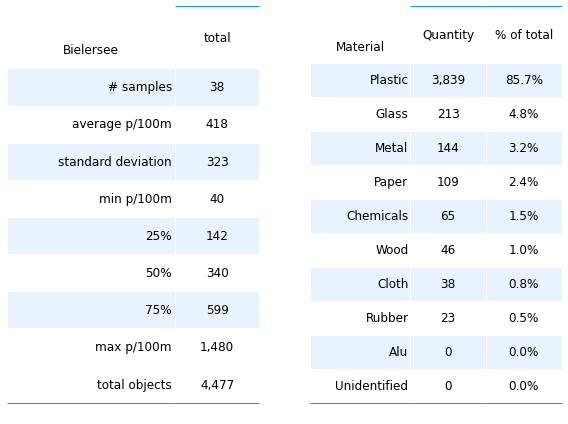 Bielersee total
# samples 38
average p/100m 418
standard deviation 323
min p/100m 40
25% 142
50% 340
75% 599
max p/100m 1,480
total objects 4,477
Material Quantity % of total
Plastic 3,839 85.7%
Glass 213 4.8%
Metal 144 3.2%
Paper 109 2.4%
Chemicals 65 1.5%
Wood 46 1.0%
Cloth 38 0.8%
Rubber 23 0.5%
Alu 0 0.0%
Unidentified 0 0.0%